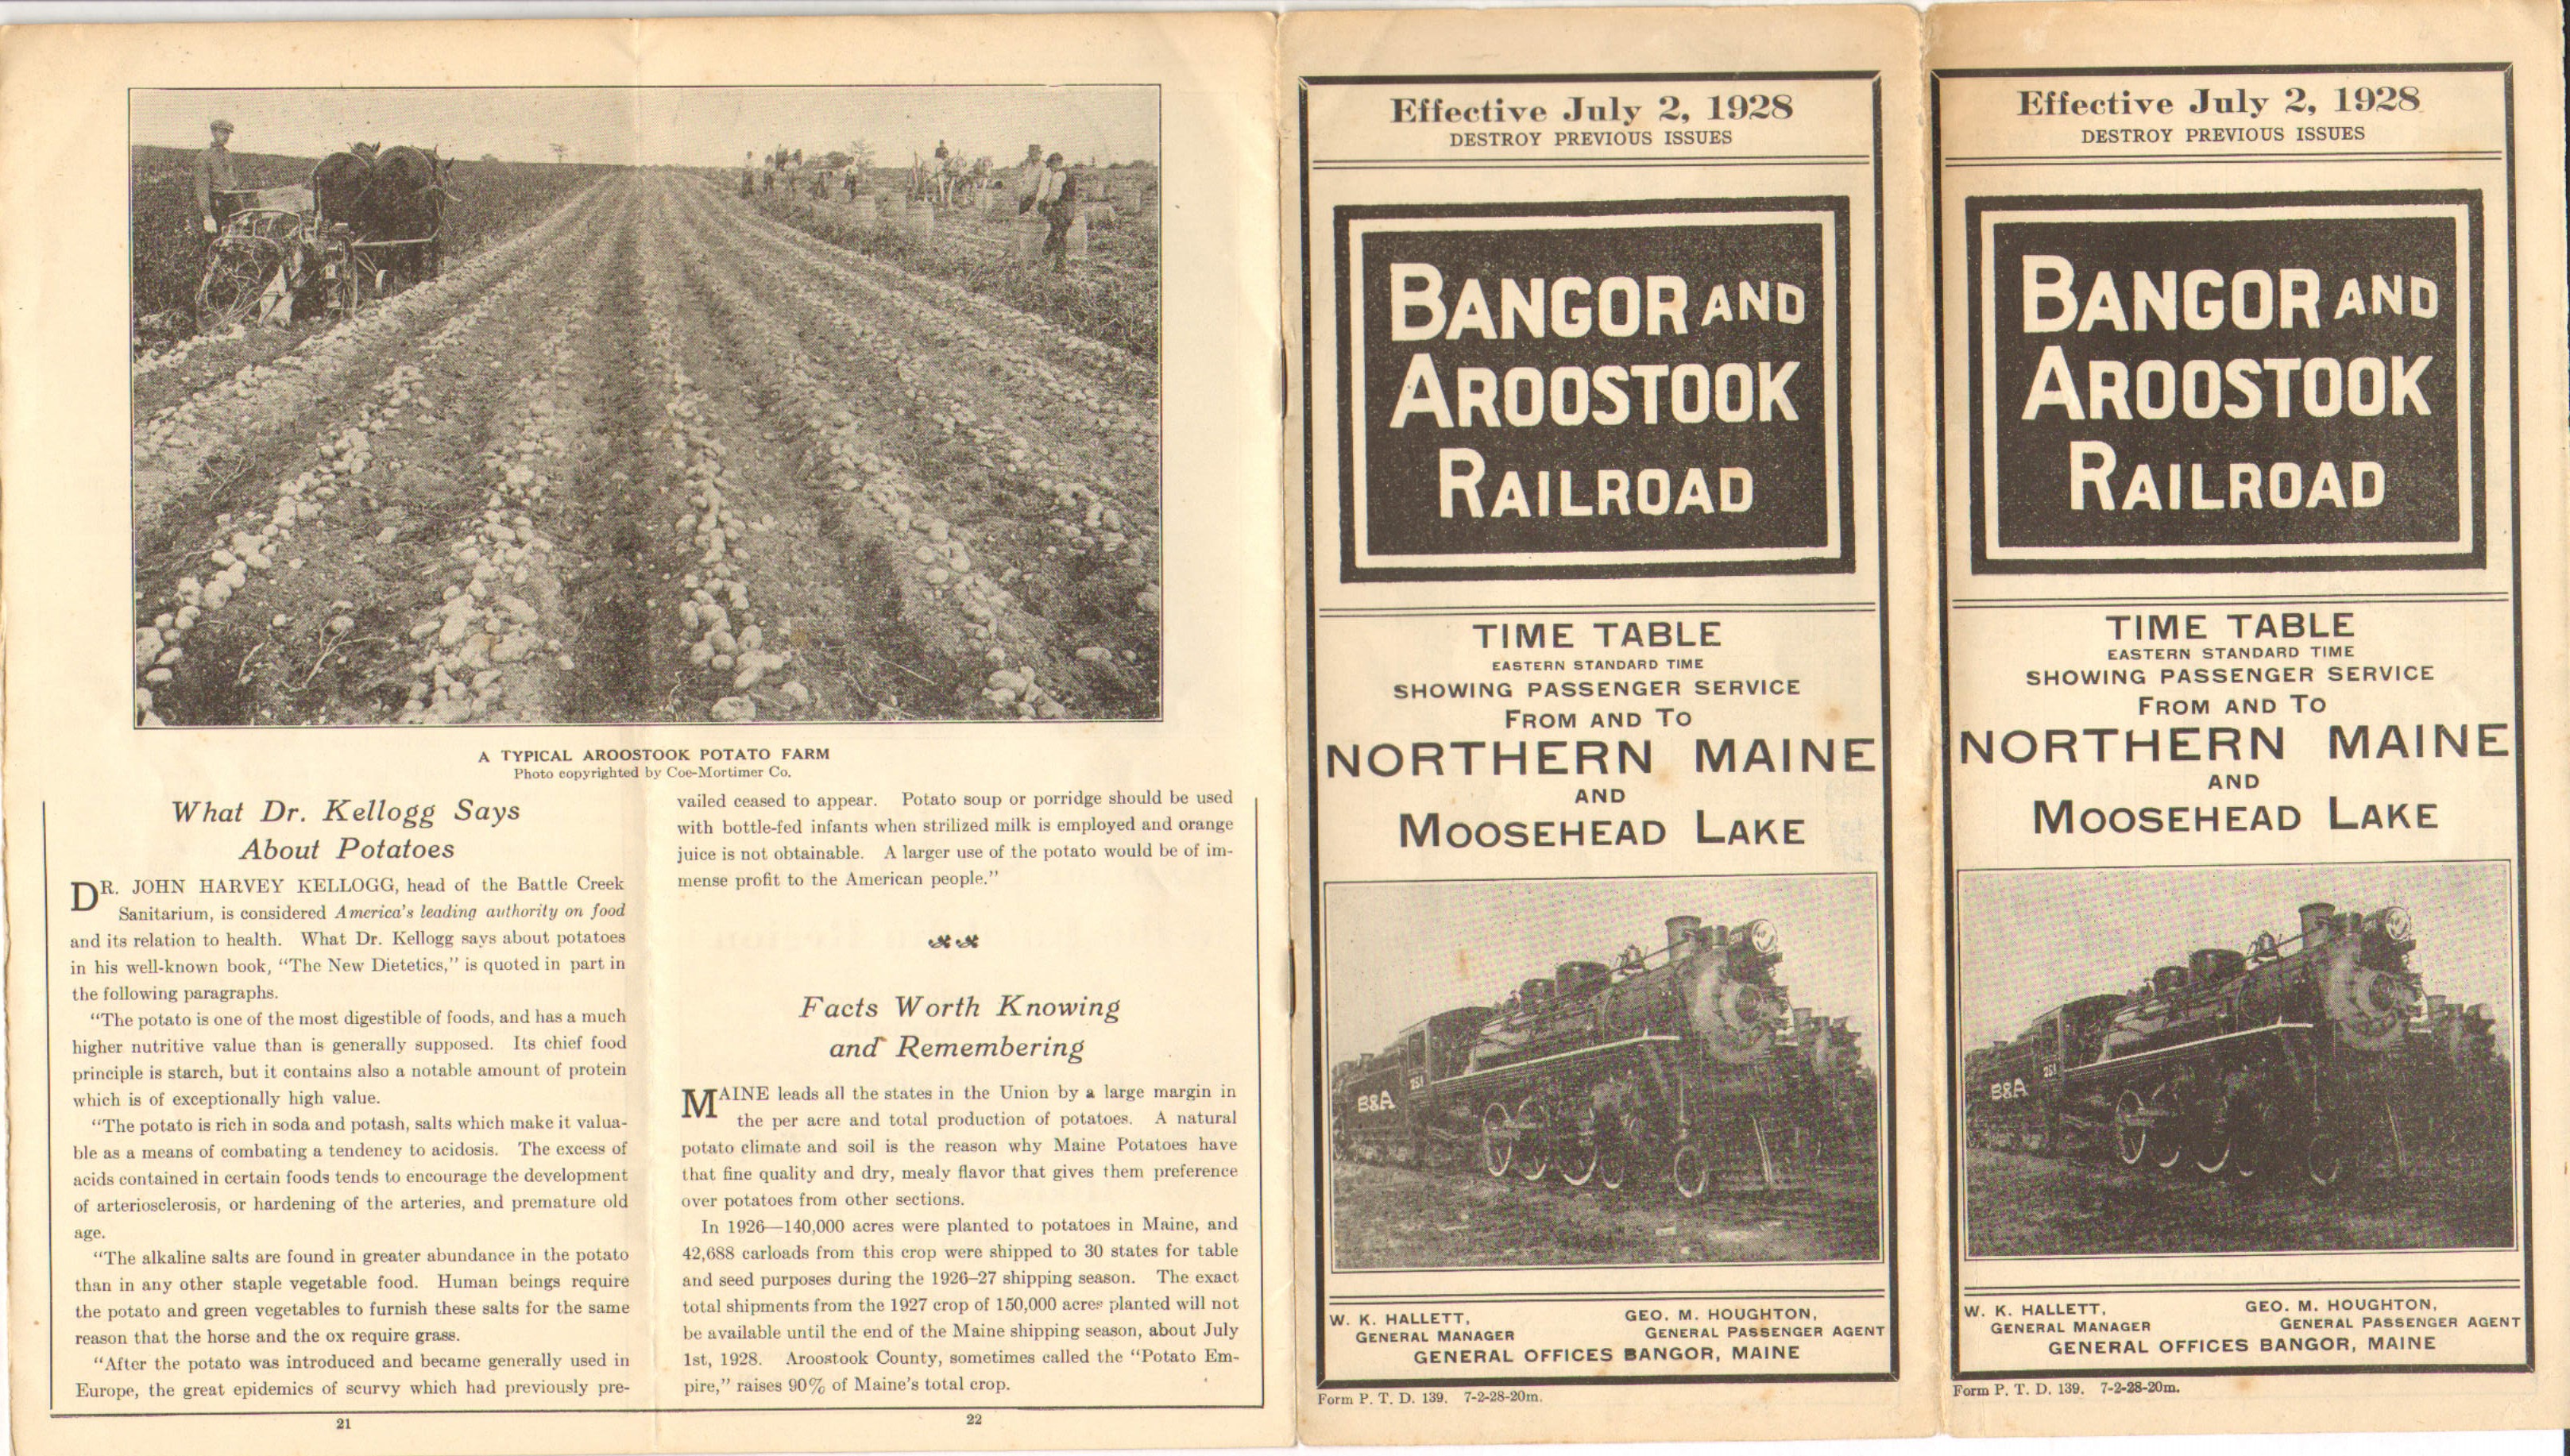 A TYPICAL AROOSTOOK POTATO FARM
Photo copyrighted by Coe-Mortimer Co.
What Dr. Kellogg Says
About Potatoes
DR. JOHN HARVEY KELLOGG, head of the Battle Creek
Sanitarium, is considered America's leading authority on food
and its relation to health. What Dr. Kellogg says about potatoes
in his well-known book, "The New Dietetics," is quoted in part in
the following paragraphs.
"The potato is one of the most digestible of foods, and has a much
higher nutritive value than is generally supposed. Its chief food
principle is starch, but it contains also a notable amount of protein
which is of exceptionally high value.
"The potato is rich in soda and potash, salts which make it valua-
ble as a means of combating a tendency to acidosis. The excess of
acids contained in certain foods tends to encourage the development
of arteriosclerosis, or hardening of the arteries, and premature old
age.
"The alkaline salts are found in greater abundance in the potato
than in any other staple vegetable food. Human beings require
the potato and green vegetables to furnish these salts for the same
reason that the horse and the ox require grass.
"After the potato was introduced and became generally used in
Europe, the great epidemics of scurvy which had previously pre-
21
vailed ceased to appear. Potato soup or porridge should be used
with bottle-fed infants when strilized milk is employed and orange
juice is not obtainable. A larger use of the potato would be of im-
mense profit to the American people."
Facts Worth Knowing
and Remembering
MAINE leads all the states in the Union by a large margin in
the per acre and total production of potatoes. A natural
potato climate and soil is the reason why Maine Potatoes have
that fine quality and dry, mealy flavor that gives them preference
over potatoes from other sections.
In 1926—140,000 acres were planted to potatoes in Maine, and
42,688 carloads from this crop were shipped to 30 states for table
and seed purposes during the 1926–27 shipping season. The exact
total shipments from the 1927 crop of 150,000 acres planted will not
be available until the end of the Maine shipping season, about July
1st, 1928. Aroostook County, sometimes called the "Potato Em-
pire," raises 90% of Maine's total crop.
22
Effective July 2, 1928
DESTROY PREVIOUS ISSUES
BANGOR AND
AROOSTOOK
RAILROAD
TIME TABLE
EASTERN STANDARD TIME
SHOWING PASSENGER SERVICE
FROM AND TO
NORTHERN MAINE
AND
MOOSEHEAD LAKE
251
B&A
W. K. HALLETT,
GENERAL MANAGER
GEO. M. HOUGHTON,
GENERAL PASSENGER AGENT
GENERAL OFFICES BANGOR, MAINE
Form P. T. D. 139. 7-2-28-20m.
Effective July 2, 1928
DESTROY PREVIOUS ISSUES
BANGOR AND
AROOSTOOK
RAILROAD
TIME TABLE
EASTERN STANDARD TIME
SHOWING PASSENGER SERVICE
FROM AND TO
NORTHERN MAINE
AND
MOOSEHEAD LAKE
251
B&A
W. K. HALLETT,
GENERAL MANAGER
GEO. M. HOUGHTON,
GENERAL PASSENGER AGENT
GENERAL OFFICES BANGOR, MAINE
Form P. T. D. 139. 7-2-28-20m.